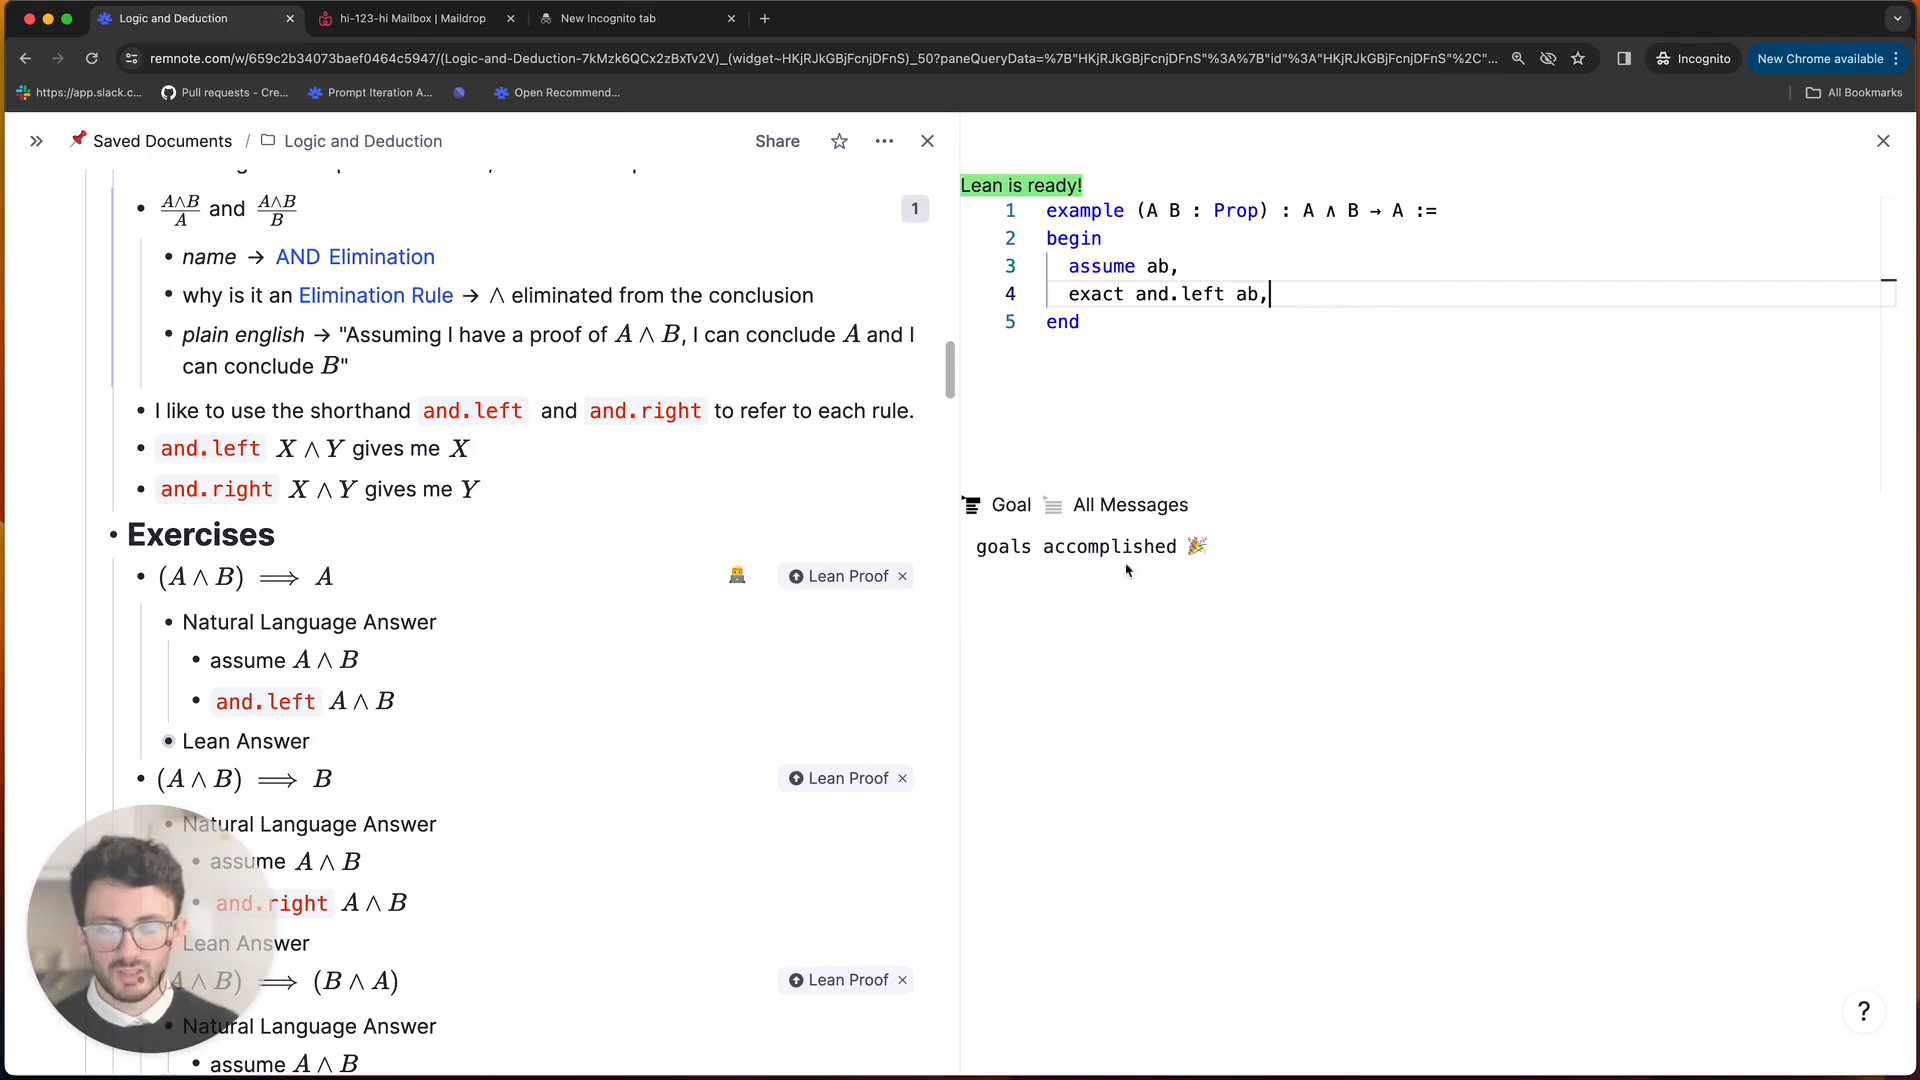 Logic and Deduction
hi-123-hi Mailbox | Maildrop
New Incognito tab
remnote.com/w/659c2b34073baef0464c5947/(Logic-and-Deduction-7kMzk6QCx2zBxTv2V)_(widget~HKjRJkGBjFcnjDFnS)_50?paneQueryData=%7B"HKjRJkGBjFcnjDFnS"%3A%7B"id"%3A"HKjRJkGBjFcnjDFnS"%2C"...
Incognito
New Chrome available
https://app.slack.c...
Pull requests - Cre...
Prompt Iteration A...
Open Recommend...
All Bookmarks
Saved Documents / Logic and Deduction
Share
A∧B/A and A∧B/B
1
name → AND Elimination
why is it an Elimination Rule → ∧ eliminated from the conclusion
plain english → "Assuming I have a proof of A ∧ B, I can conclude A and I
can conclude B"
I like to use the shorthand and.left and and.right to refer to each rule.
and.left X ∧ Y gives me X
and.right X ∧ Y gives me Y
Exercises
(A ∧ B) ⟹ A
Lean Proof ×
Natural Language Answer
assume A ∧ B
and.left A ∧ B
Lean Answer
(A ∧ B) ⟹ B
Lean Proof ×
Natural Language Answer
assume A ∧ B
and.right A ∧ B
Lean Answer
(A ∧ B) ⟹ (B ∧ A)
Lean Proof ×
Natural Language Answer
assume A ∧ B
Lean is ready!
1 example (A B : Prop) : A ∧ B → A :=
2 begin
3 assume ab,
4 exact and.left ab,
5 end
Goal
All Messages
goals accomplished 🎉
?